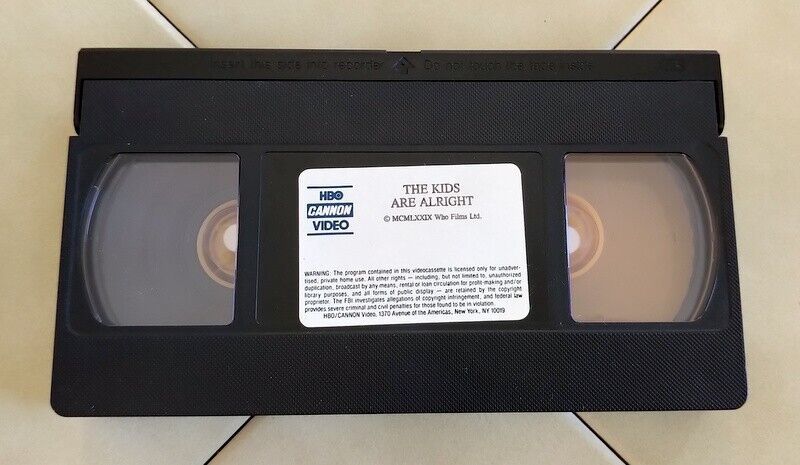 Insert this side into recorder Do not touch the tape inside
HBO
CANNON
VIDEO
THE KIDS
ARE ALRIGHT
© MCMLXXIX Who Films Ltd.
WARNING: The program contained in this videocassette is licensed only for unadver-
tised, private home use. All other rights — including, but not limited to, unauthorized
duplication, broadcast by any means, rental or loan circulation for profit-making and/or
library purposes, and all forms of public display — are retained by the copyright
proprietor. The FBI investigates allegations of copyright infringement, and federal law
provides severe criminal and civil penalties for those found to be in violation.
HBO/CANNON Video, 1370 Avenue of the Americas, New York, NY 10019